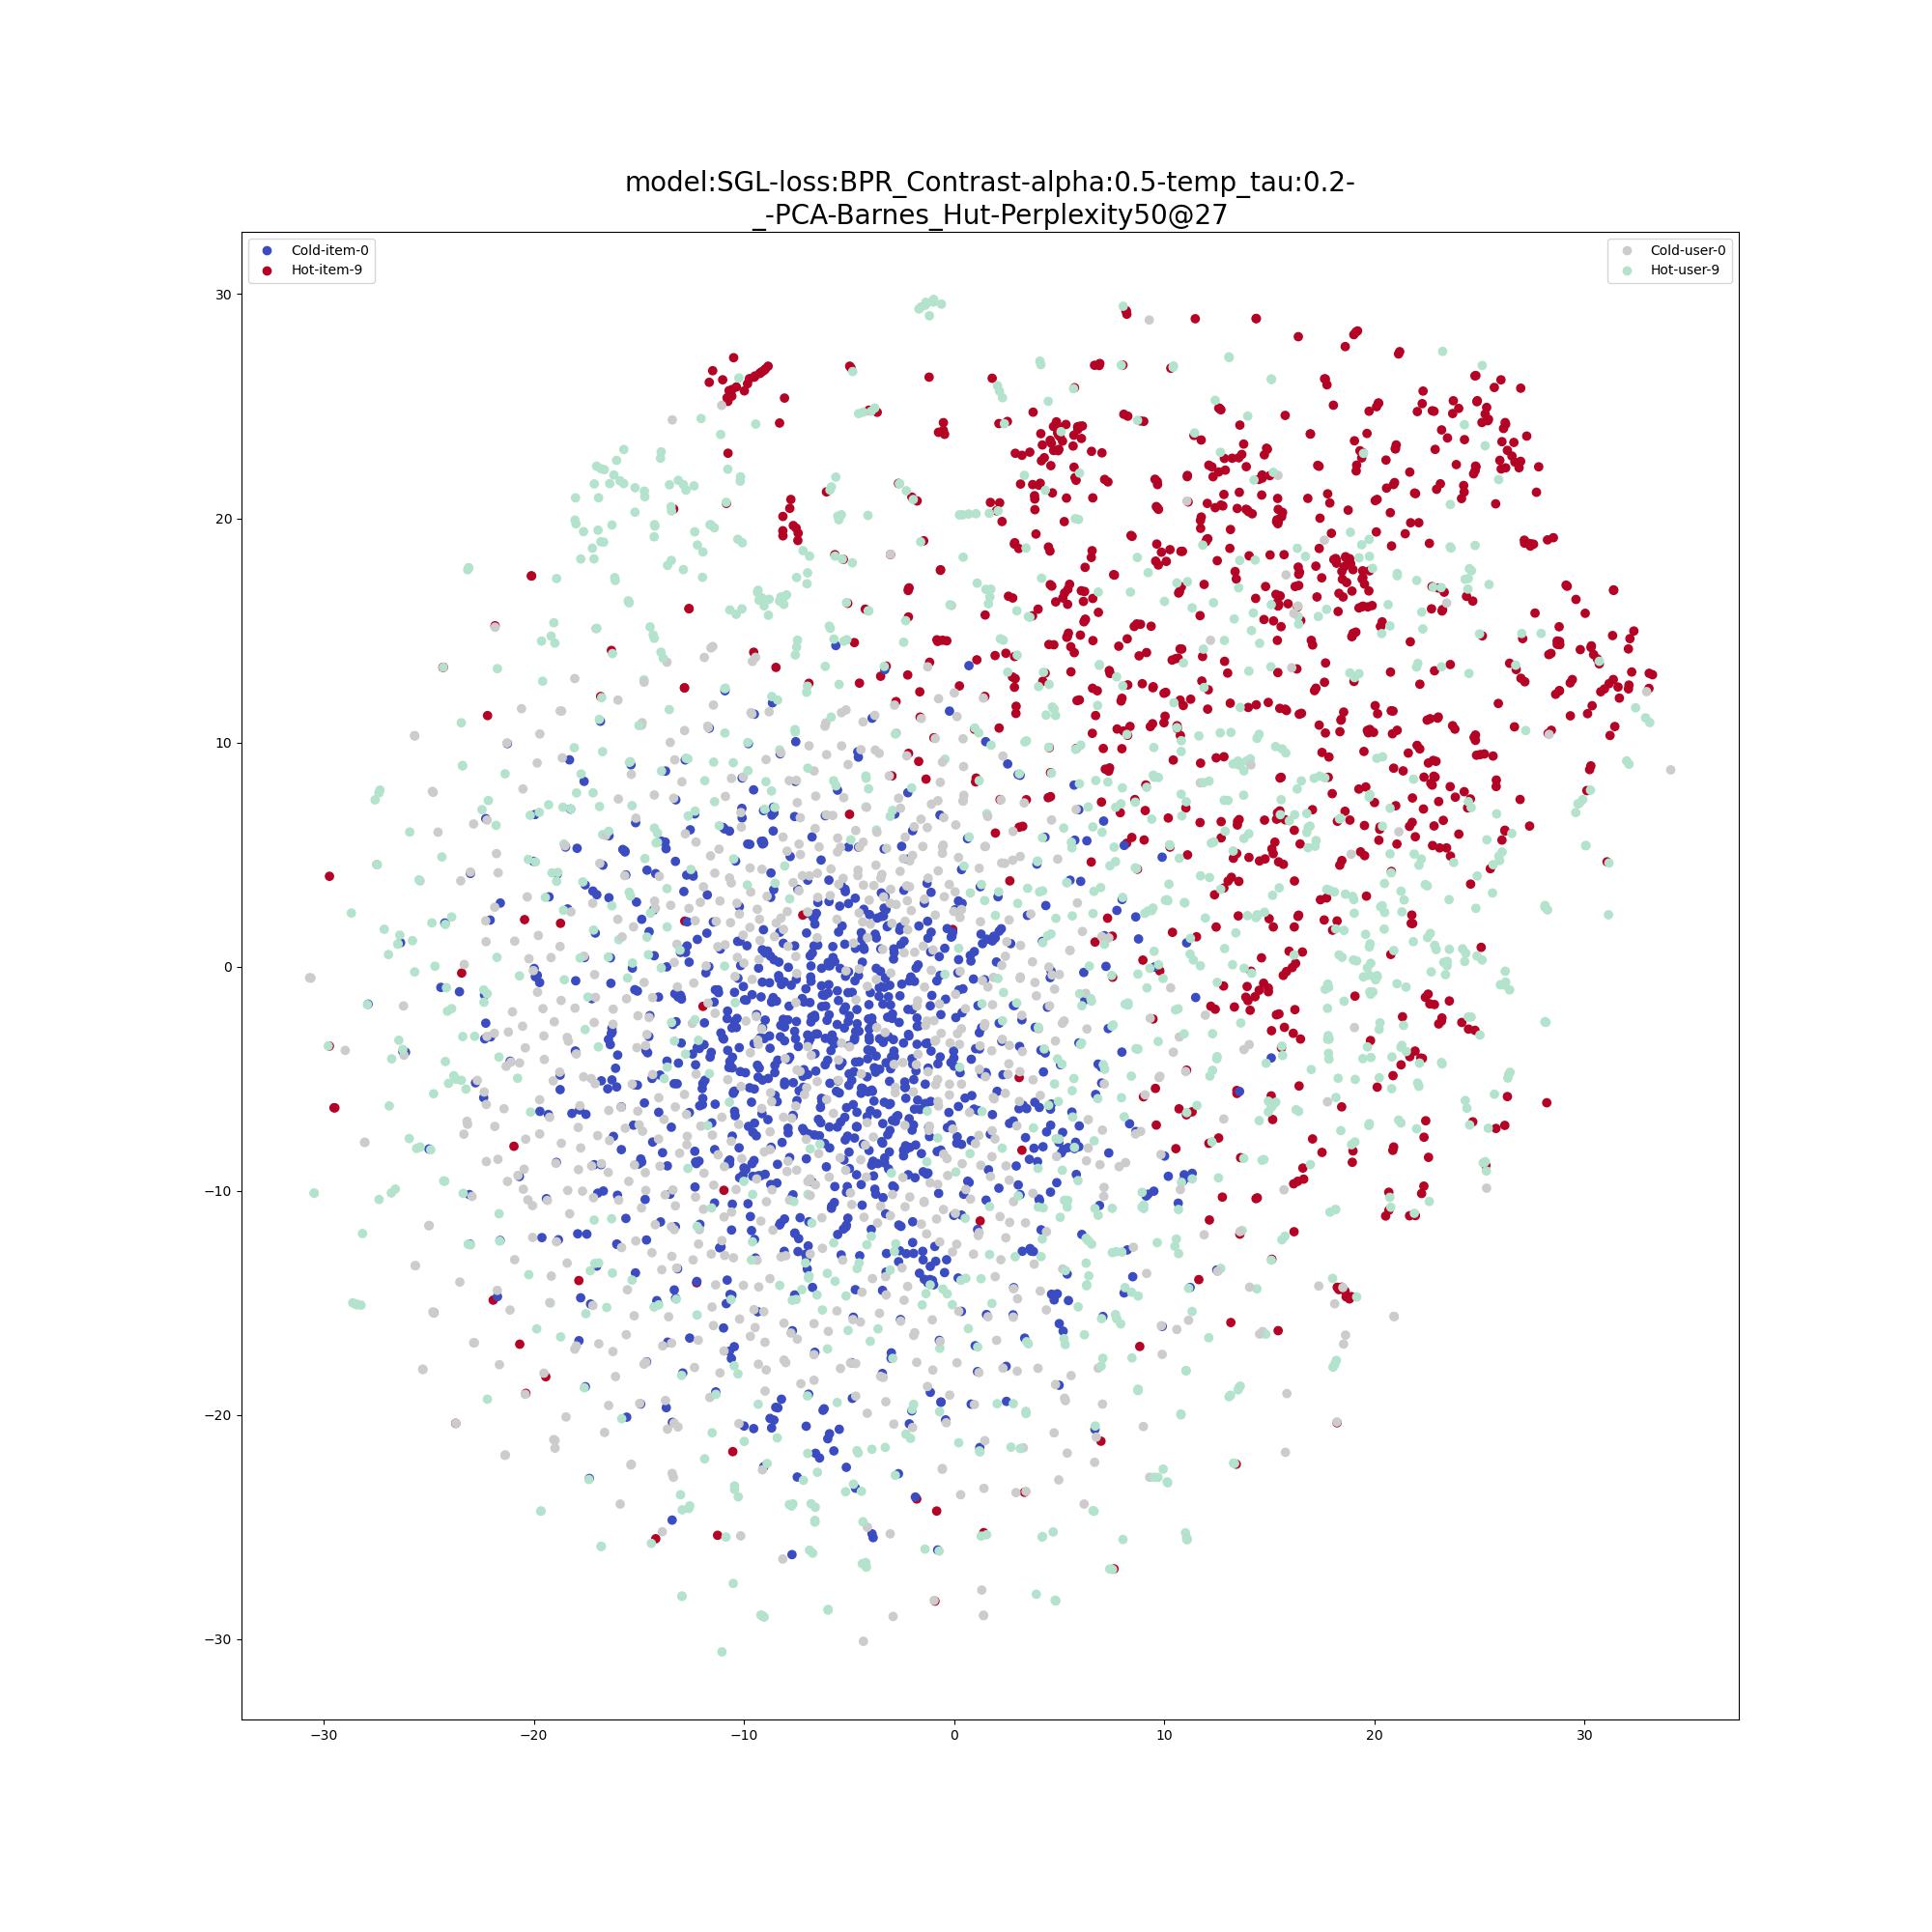 model:SGL-loss:BPR_Contrast-alpha:0.5-temp_tau:0.2-
_-PCA-Barnes_Hut-Perplexity50@27
Cold-item-0
Hot-item-9
Cold-user-0
Hot-user-9
30
20
10
0
−10
−20
−30
−30
−20
−10
0
10
20
30